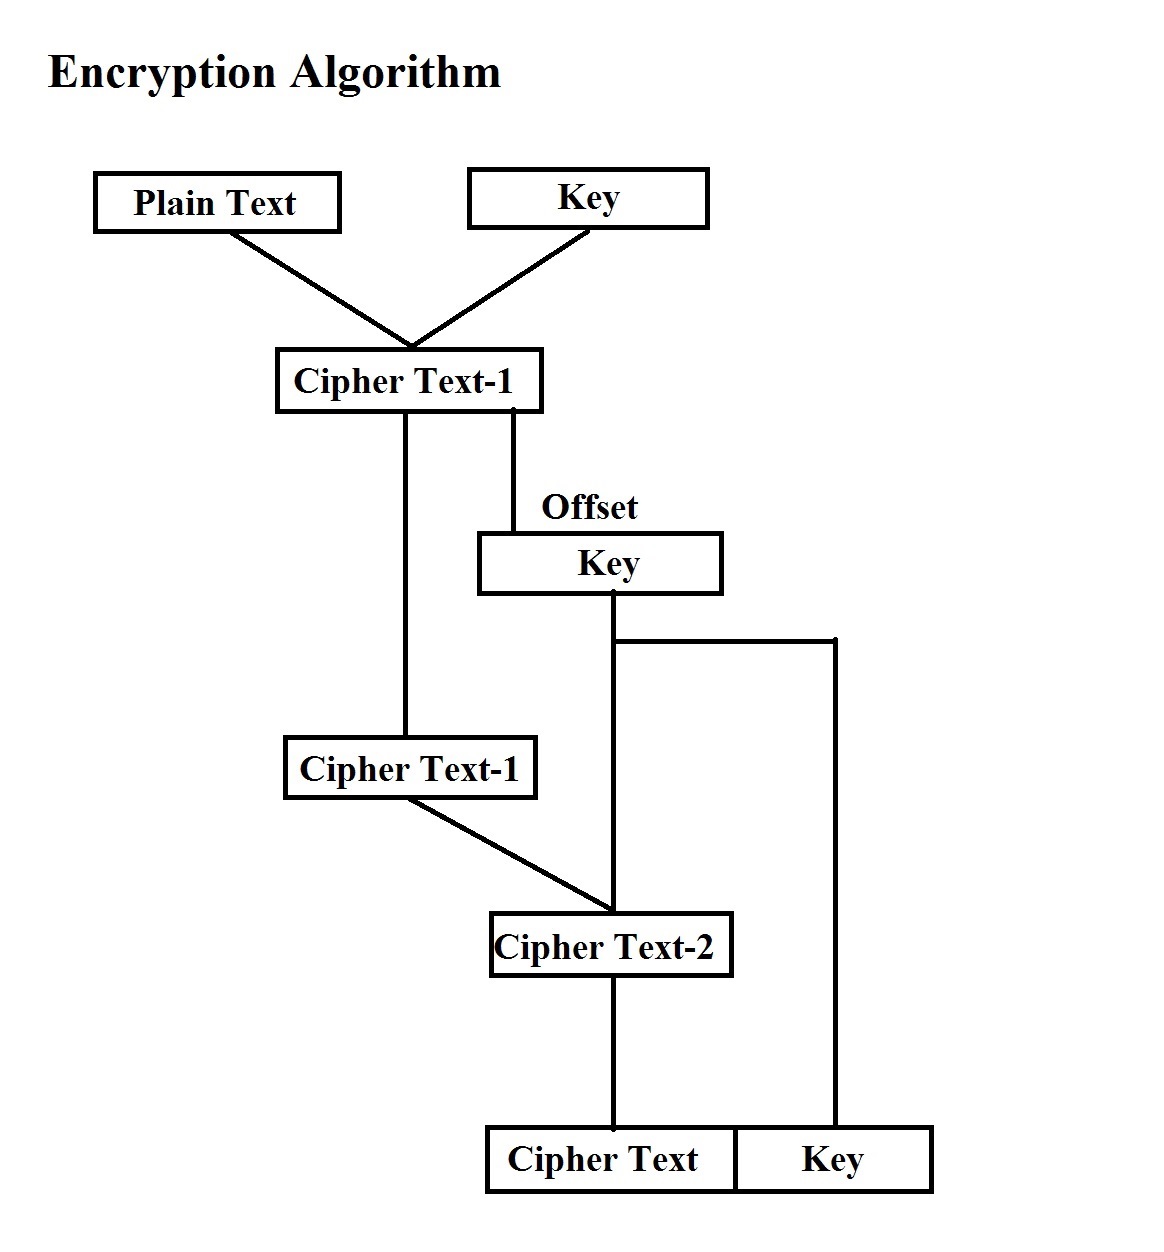 Encryption Algorithm
Plain Text
Key
Cipher Text-1
Offset
Key
Cipher Text-1
Cipher Text-2
Cipher Text
Key